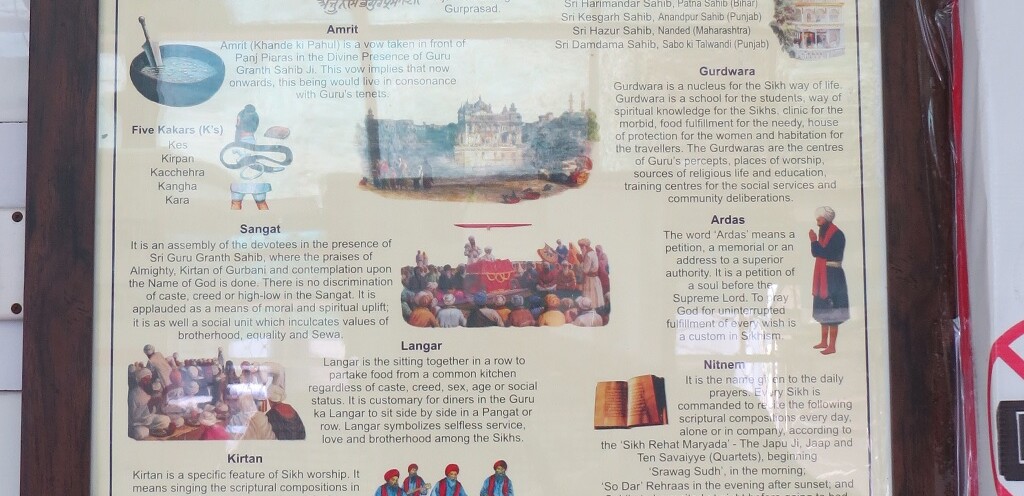 Gurprasad.
Sri Harimandar Sahib, Patna Sahib (Bihar)
Sri Kesgarh Sahib, Anandpur Sahib (Punjab)
Sri Hazur Sahib, Nanded (Maharashtra)
Sri Damdama Sahib, Sabo ki Talwandi (Punjab)
Amrit
Amrit (Khande ki Pahul) is a vow taken in front of
Panj Piaras in the Divine Presence of Guru
Granth Sahib Ji. This vow implies that now
onwards, this being would live in consonance
with Guru's tenets.
Five Kakars (K's)
Kes
Kirpan
Kacchehra
Kangha
Kara
Gurdwara
Gurdwara is a nucleus for the Sikh way of life.
Gurdwara is a school for the students, way of
spiritual knowledge for the Sikhs, clinic for the
morbid, food fulfillment for the needy, house
of protection for the women and habitation for
the travellers. The Gurdwaras are the centres
of Guru's percepts, places of worship,
sources of religious life and education,
training centres for the social services and
community deliberations.
Sangat
It is an assembly of the devotees in the presence of
Sri Guru Granth Sahib, where the praises of
Almighty, Kirtan of Gurbani and contemplation upon
the Name of God is done. There is no discrimination
of caste, creed or high-low in the Sangat. It is
applauded as a means of moral and spiritual uplift;
it is as well a social unit which inculcates values of
brotherhood, equality and Sewa.
Ardas
The word 'Ardas' means a
petition, a memorial or an
address to a superior
authority. It is a petition of
a soul before the
Supreme Lord. To pray
God for uninterrupted
fulfillment of every wish is
a custom in Sikhism.
Langar
Langar is the sitting together in a row to
partake food from a common kitchen
regardless of caste, creed, sex, age or social
status. It is customary for diners in the Guru
ka Langar to sit side by side in a Pangat or
row. Langar symbolizes selfless service,
love and brotherhood among the Sikhs.
Nitnem
It is the name given to the daily
prayers. Every Sikh is
commanded to recite the following
scriptural compositions every day,
alone or in company, according to
the 'Sikh Rehat Maryada' - The Japu Ji, Jaap and
Ten Savaiyye (Quartets), beginning
'Srawag Sudh', in the morning;
'So Dar' Rehraas in the evening after sunset; and
Kirtan
Kirtan is a specific feature of Sikh worship. It
means singing the scriptural compositions in